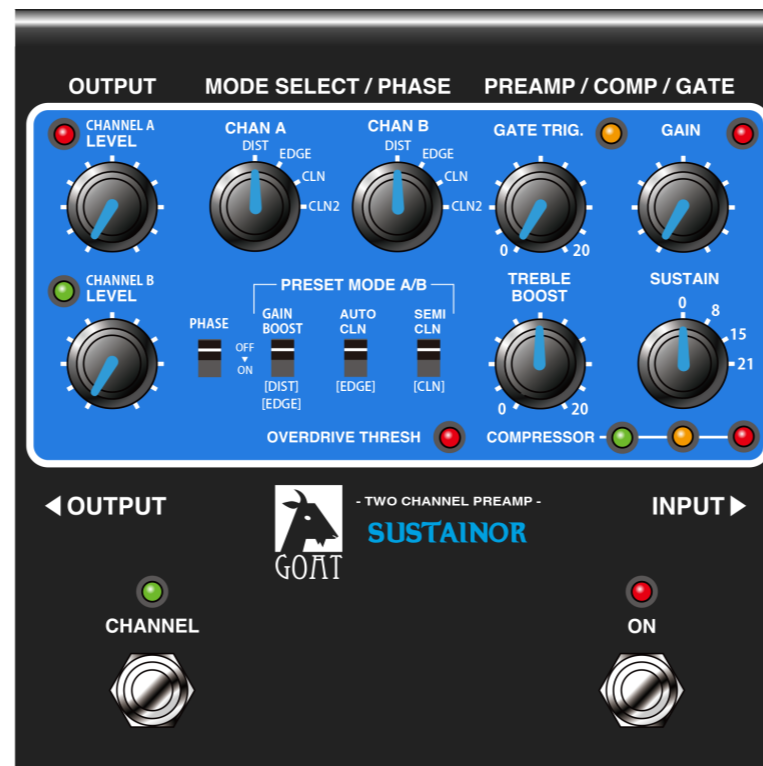 OUTPUT
MODE SELECT / PHASE
PREAMP / COMP / GATE
CHANNEL A
LEVEL
CHAN A
DIST
EDGE
CLN
CLN2
CHAN B
DIST
EDGE
CLN
CLN2
GATE TRIG.
0
20
GAIN
CHANNEL B
LEVEL
PHASE
OFF
▼
ON
PRESET MODE A/B
GAIN
BOOST
[DIST]
[EDGE]
AUTO
CLN
[EDGE]
SEMI
CLN
[CLN]
TREBLE
BOOST
0
20
SUSTAIN
0
8
15
21
OVERDRIVE THRESH
COMPRESSOR
◀OUTPUT
GOAT
- TWO CHANNEL PREAMP -
SUSTAINOR
INPUT▶
CHANNEL
ON